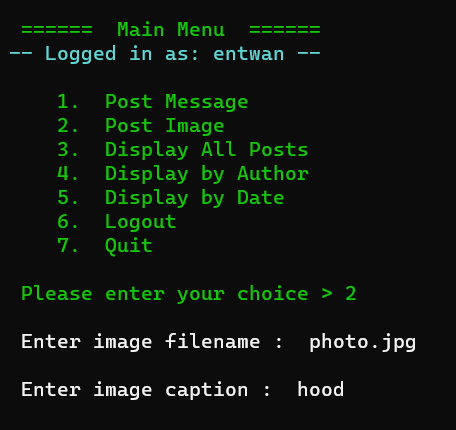 ======  Main Menu  ======
-- Logged in as: entwan --
1.  Post Message
2.  Post Image
3.  Display All Posts
4.  Display by Author
5.  Display by Date
6.  Logout
7.  Quit
Please enter your choice > 2
Enter image filename :  photo.jpg
Enter image caption :  hood